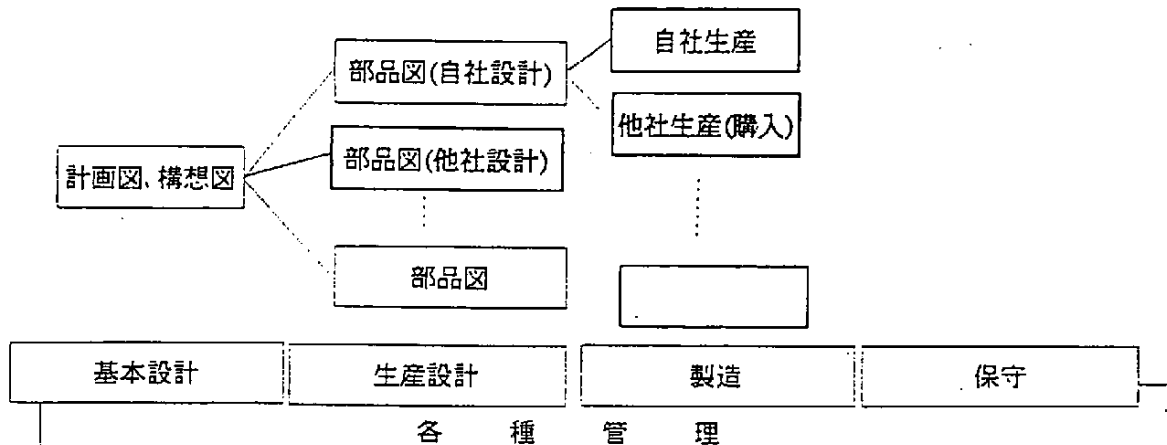 自社生産
部品図(自社設計)
他社生産(購入)
部品図(他社設計)
計画図、構想図
部品図
基本設計 生産設計 製造 保守
各種管理